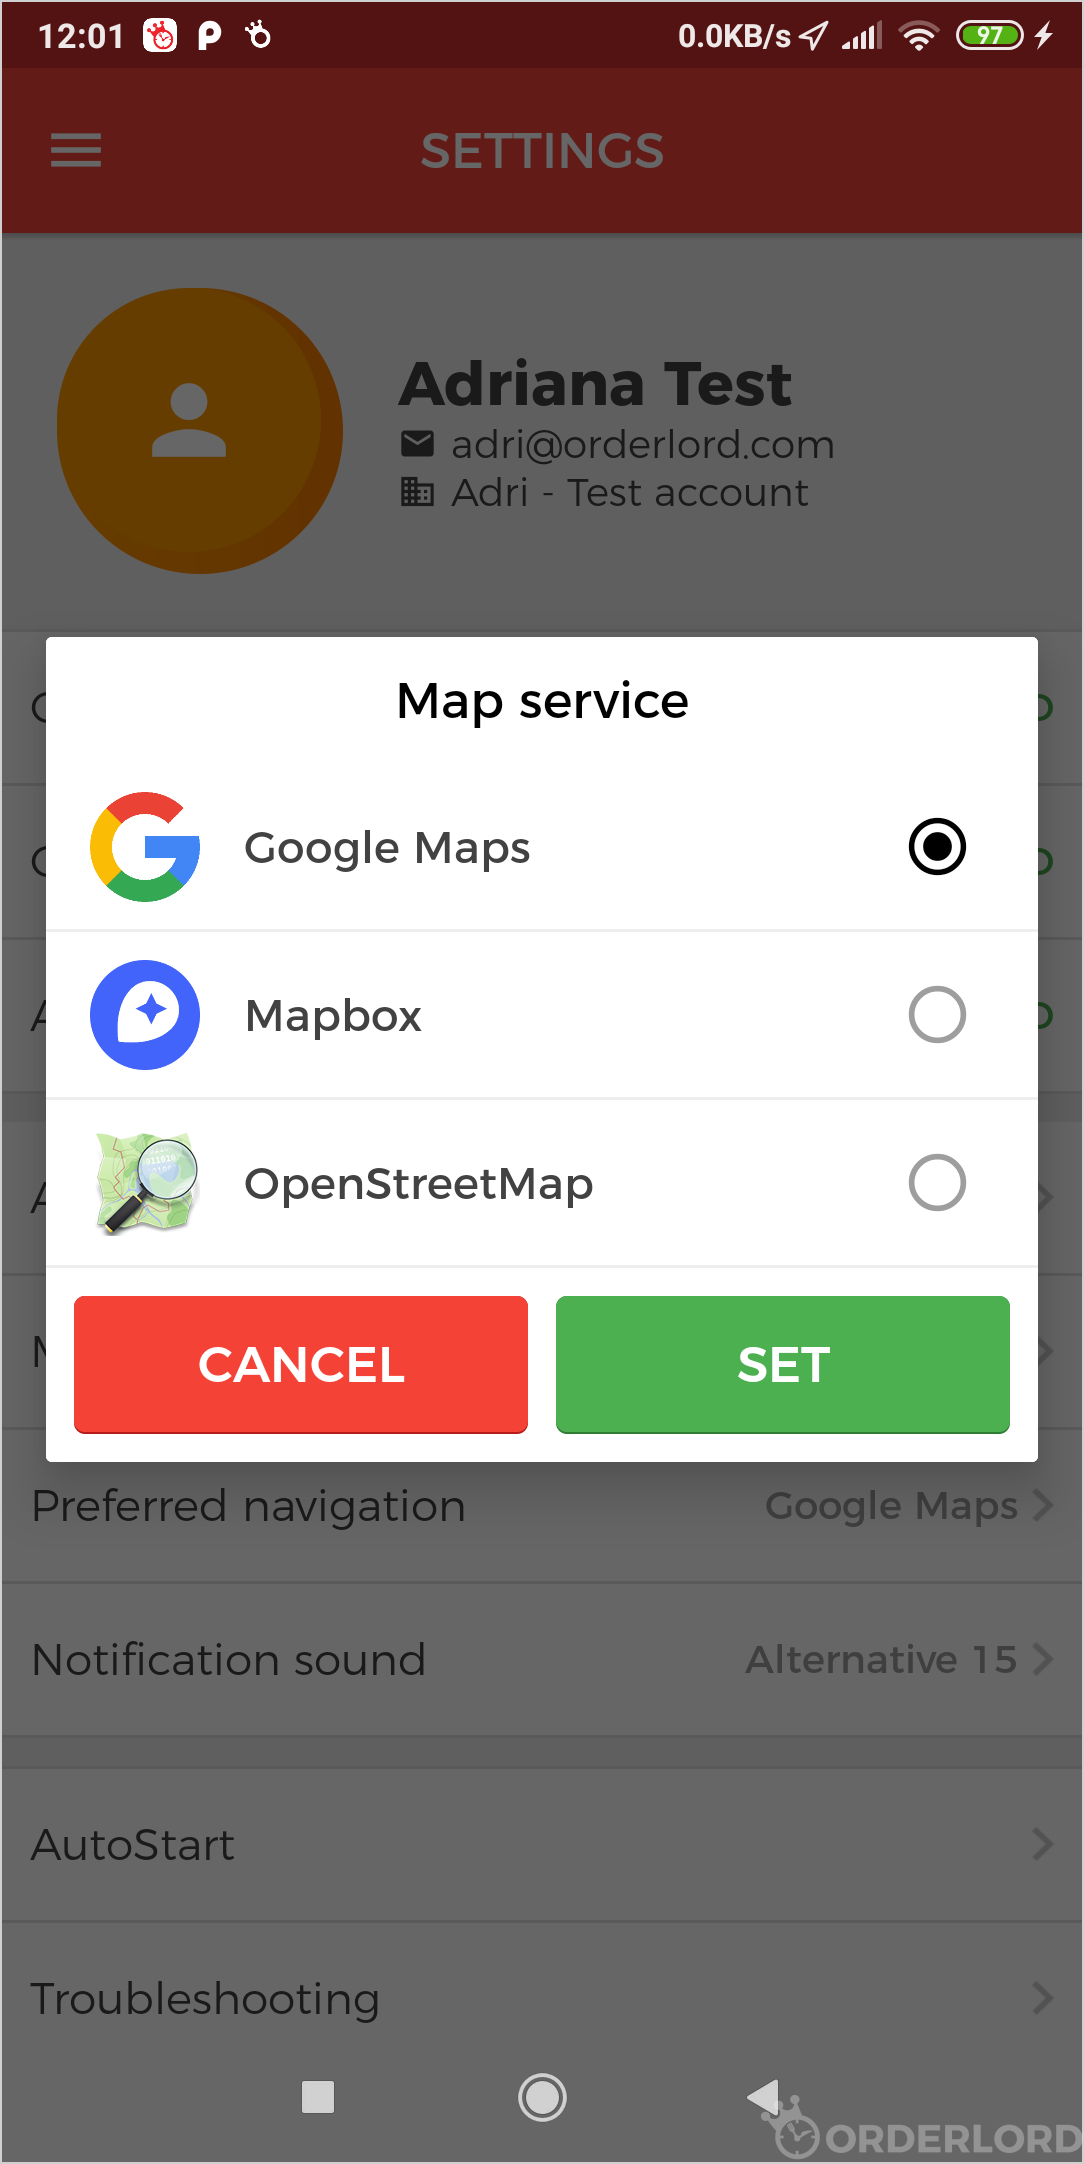 12:01 0.0KB/s 97
SETTINGS
Adriana Test
adri@orderlord.com
Adri - Test account
Map service
Google Maps
Mapbox
OpenStreetMap
CANCEL SET
Preferred navigation Google Maps
Notification sound Alternative 15
AutoStart
Troubleshooting
ORDERLORD